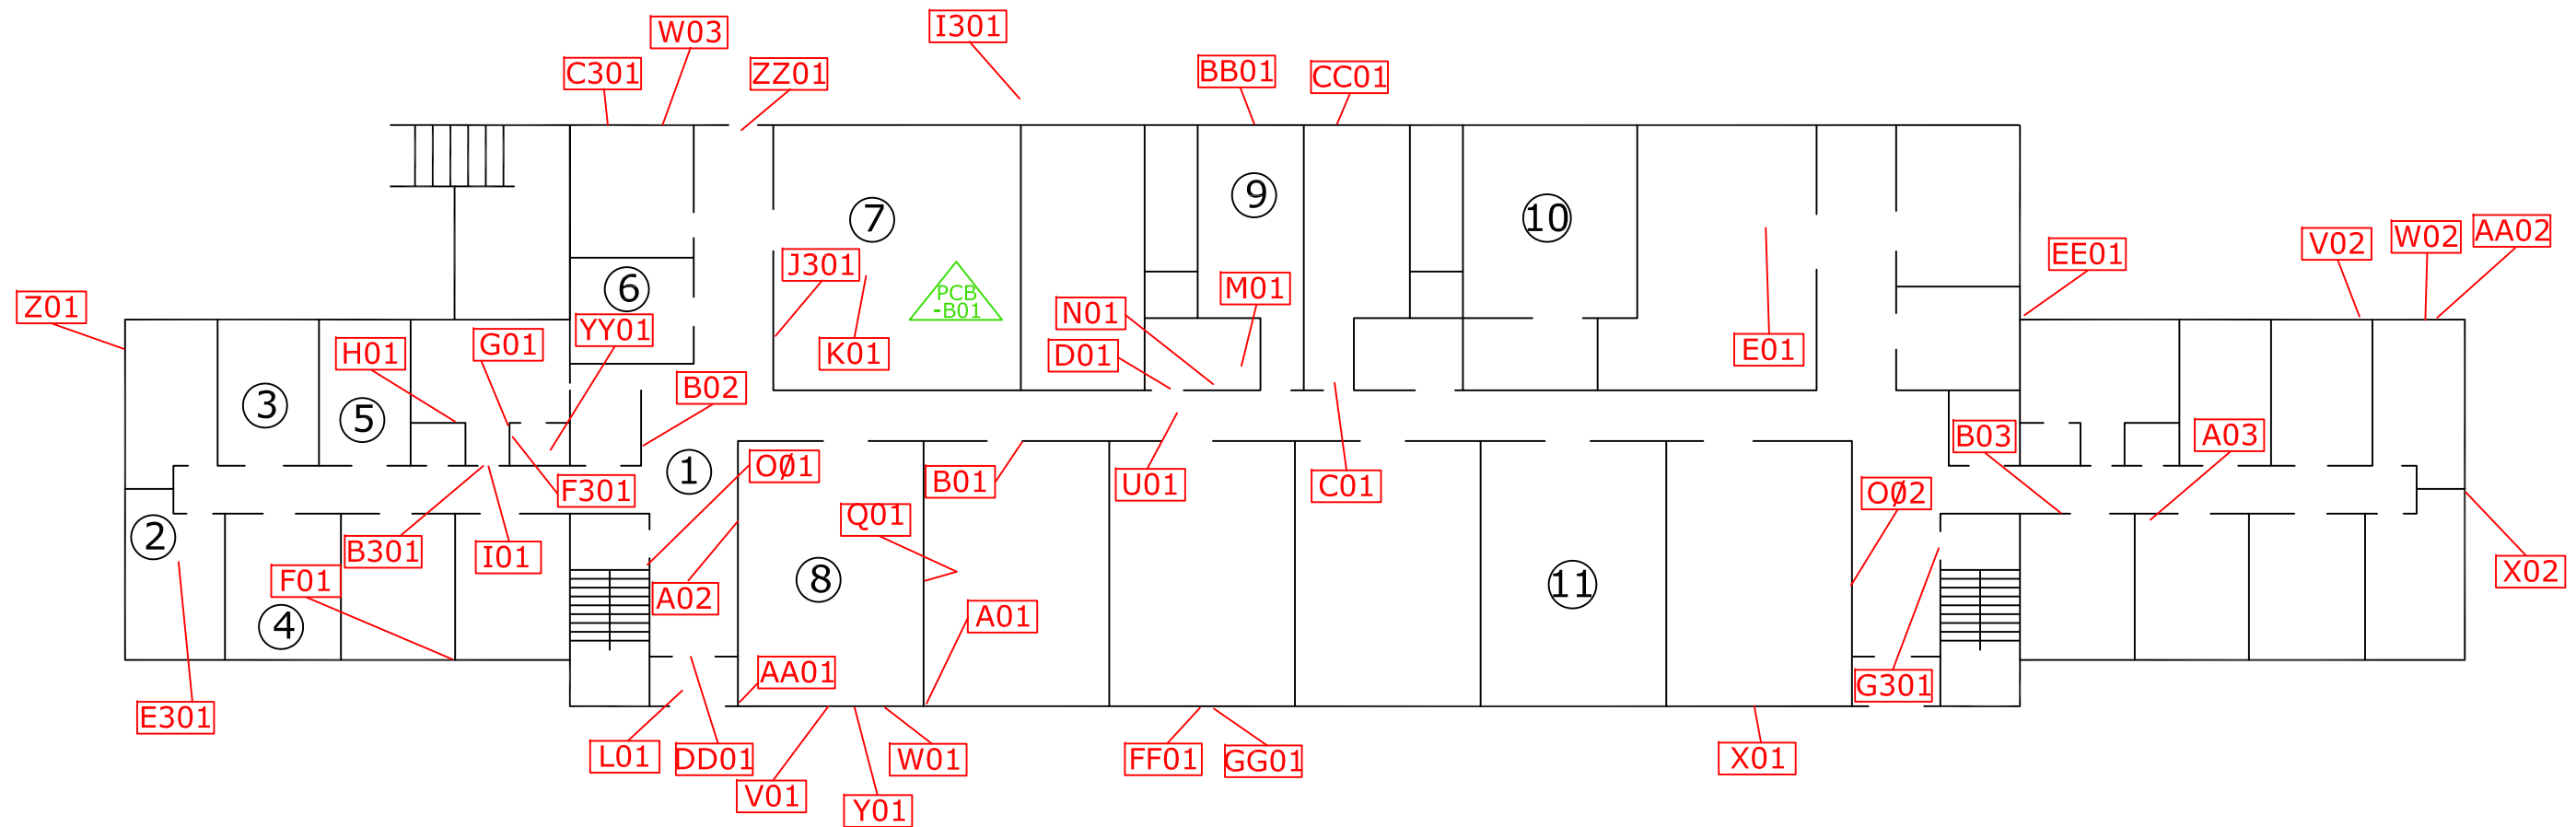 I301
W03
C301
ZZ01
BB01
CC01
9
7
10
EE01
V02
W02
AA02
J301
6
PCB
-B01
M01
N01
Z01
YY01
G01
H01
K01
D01
E01
B02
3
5
A03
B03
1
OØ1
B01
U01
C01
OØ2
F301
Q01
2
B301
I01
X02
8
11
F01
A02
4
A01
AA01
G301
E301
L01
DD01
W01
FF01
GG01
X01
V01
Y01